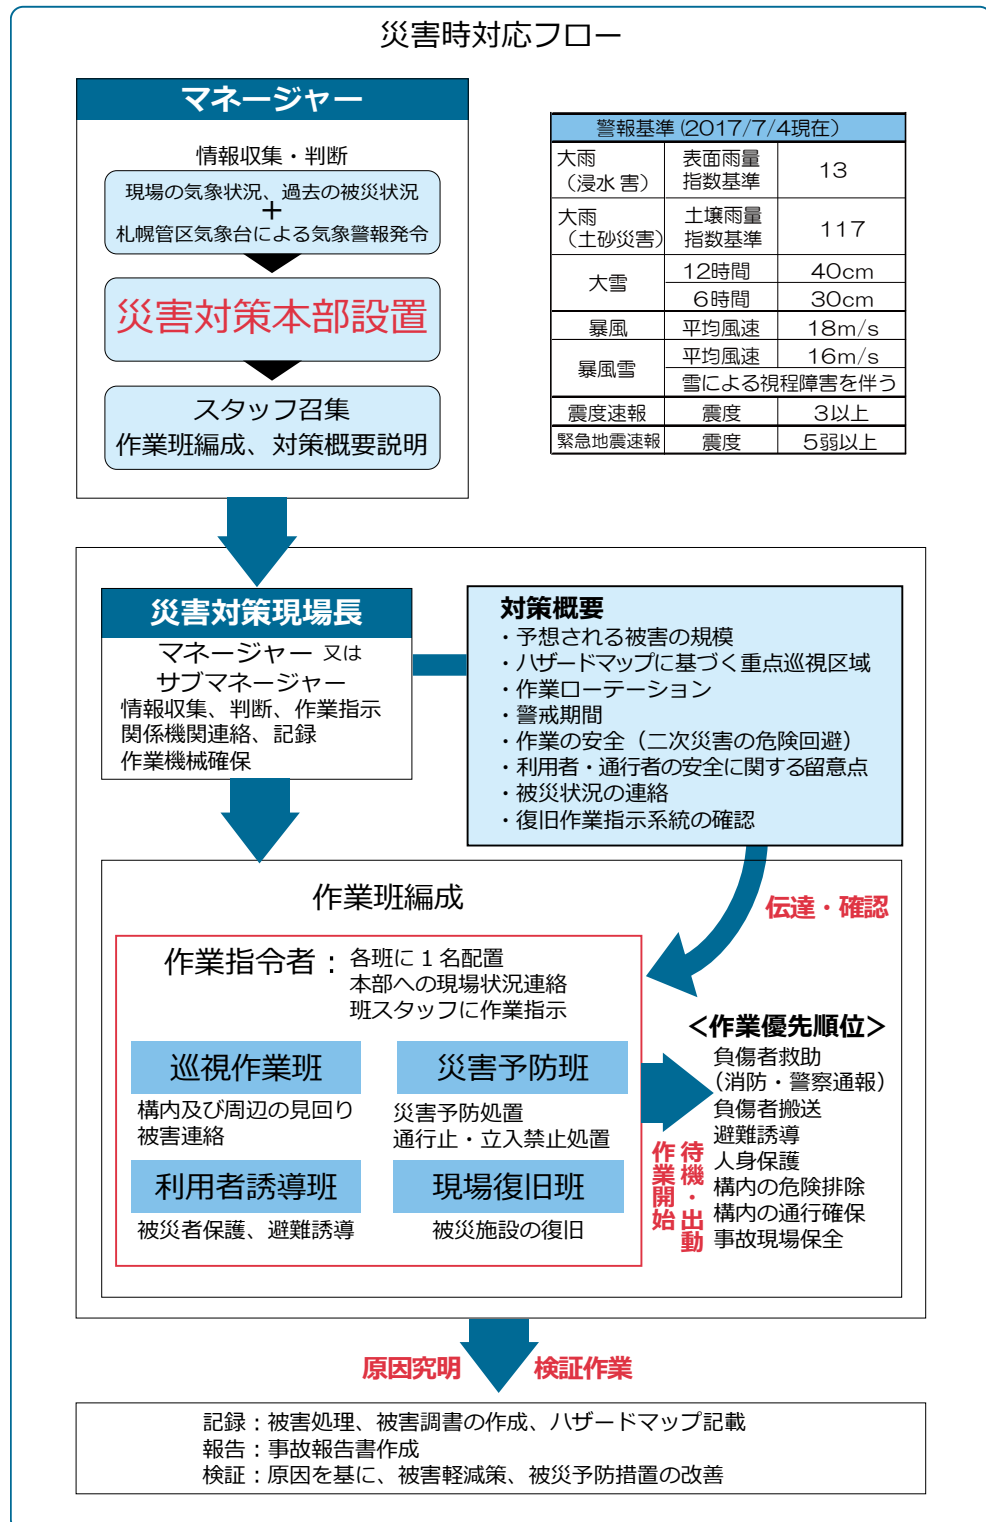 災害時対応フロー
マネージャー
情報収集・判断
現場の気象状況、過去の被災状況
＋
札幌管区気象台による気象警報発令
災害対策本部設置
スタッフ召集
作業班編成、対策概要説明
警報基準(2017/7/4現在)
大雨（浸水害） 表面雨量指数基準 13
大雨（土砂災害） 土壌雨量指数基準 117
大雪 12時間 40cm
6時間 30cm
暴風 平均風速 18m/s
暴風雪 平均風速 16m/s
雪による視程障害を伴う
震度速報 震度 3以上
緊急地震速報 震度 5弱以上
災害対策現場長
マネージャー 又は
サブマネージャー
情報収集、判断、作業指示
関係機関連絡、記録
作業機械確保
対策概要
・予想される被害の規模
・ハザードマップに基づく重点巡視区域
・作業ローテーション
・警戒期間
・作業の安全（二次災害の危険回避）
・利用者・通行者の安全に関する留意点
・被災状況の連絡
・復旧作業指示系統の確認
伝達・確認
作業班編成
作業指令者：各班に１名配置
本部への現場状況連絡
班スタッフに作業指示
巡視作業班
構内及び周辺の見回り
被害連絡
災害予防班
災害予防処置
通行止・立入禁止処置
利用者誘導班
被災者保護、避難誘導
現場復旧班
被災施設の復旧
待機・出動
作業開始
＜作業優先順位＞
負傷者救助
（消防・警察通報）
負傷者搬送
避難誘導
人身保護
構内の危険排除
構内の通行確保
事故現場保全
原因究明 検証作業
記録：被害処理、被害調書の作成、ハザードマップ記載
報告：事故報告書作成
検証：原因を基に、被害軽減策、被災予防措置の改善